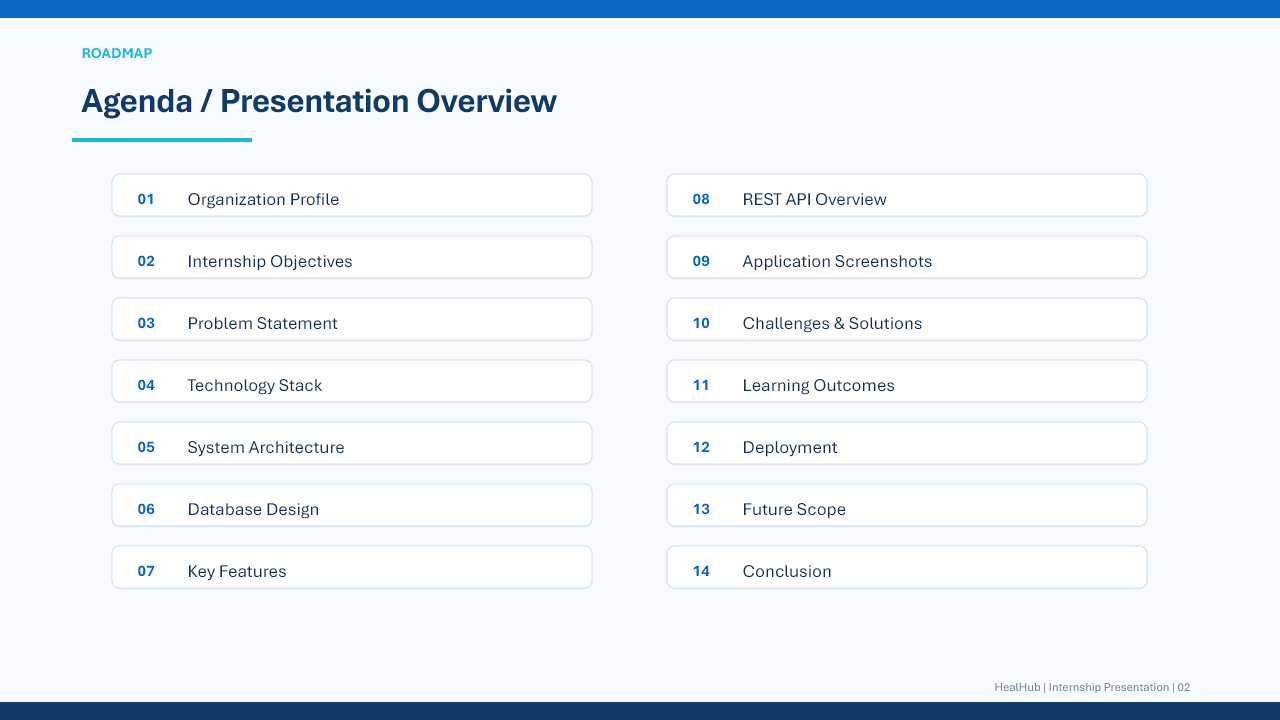 ROADMAP
Agenda / Presentation Overview
01 Organization Profile
02 Internship Objectives
03 Problem Statement
04 Technology Stack
05 System Architecture
06 Database Design
07 Key Features
08 REST API Overview
09 Application Screenshots
10 Challenges & Solutions
11 Learning Outcomes
12 Deployment
13 Future Scope
14 Conclusion
HealHub | Internship Presentation | 02